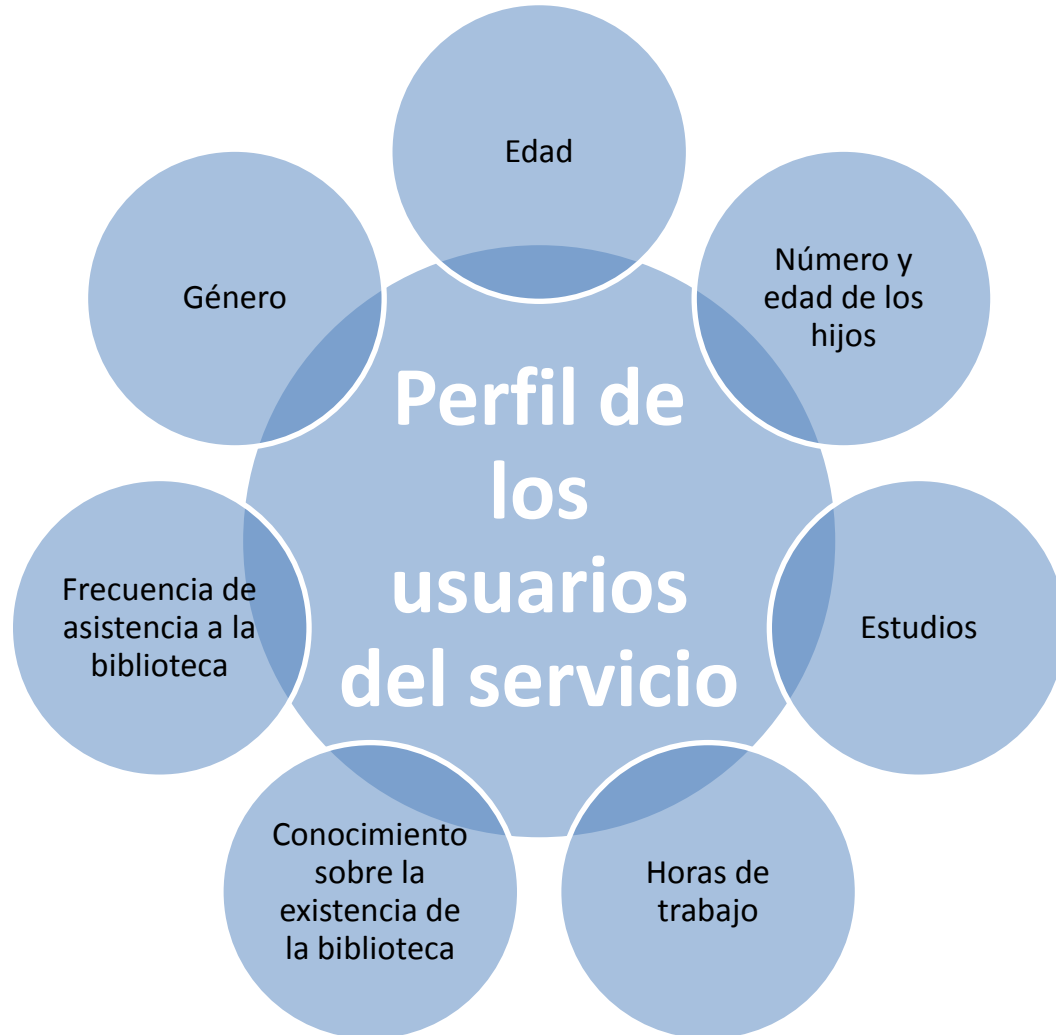 Edad
Número y
edad de los
hijos
Género
Perfil de
los
usuarios
del servicio
Frecuencia de
asistencia a la
biblioteca
Estudios
Conocimiento
sobre la
existencia de
la biblioteca
Horas de
trabajo